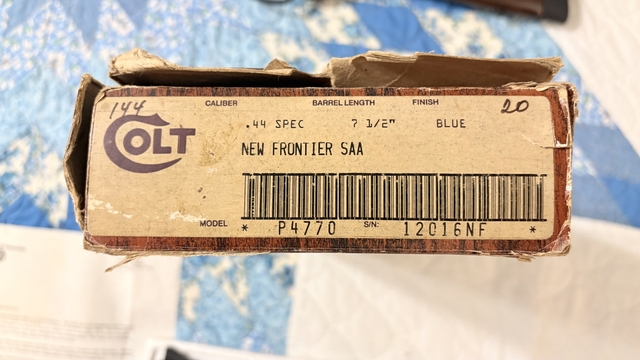 144 20
CALIBER BARREL LENGTH FINISH
COLT
.44 SPEC 7 1/2" BLUE
NEW FRONTIER SAA
MODEL * P4770 S/N: 12016NF *